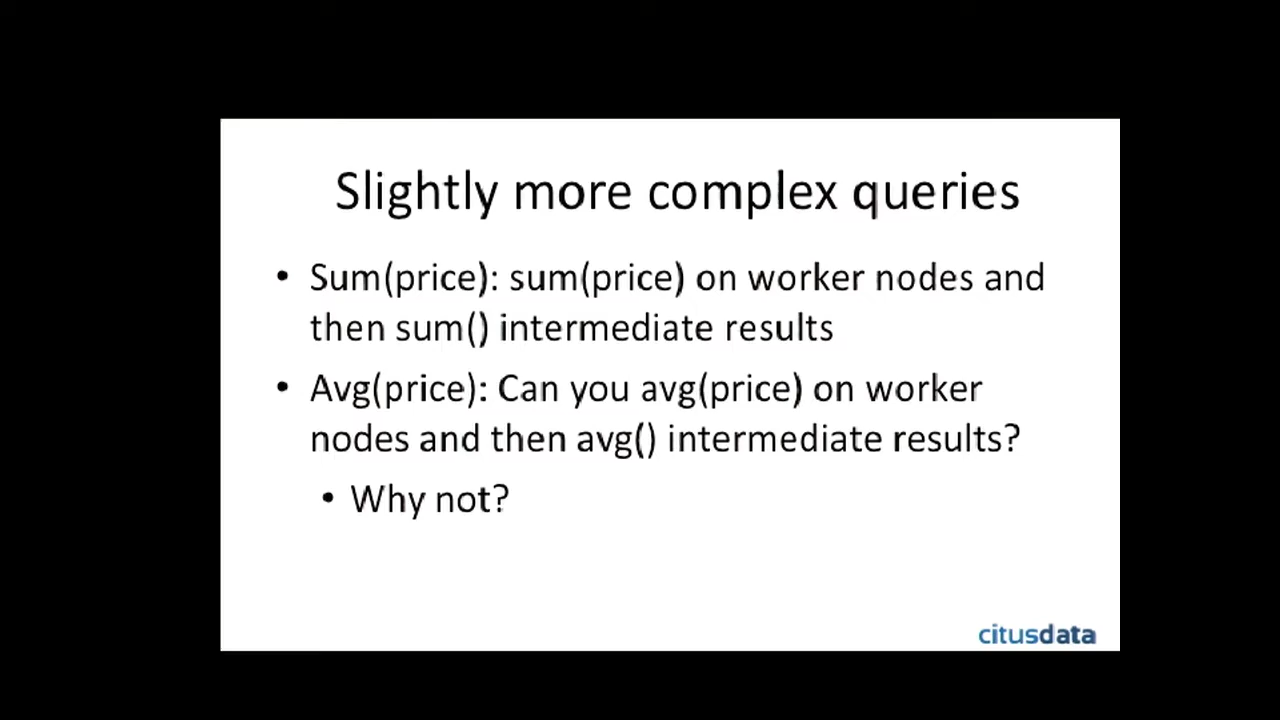 Slightly more complex queries
• Sum(price): sum(price) on worker nodes and
then sum() intermediate results
• Avg(price): Can you avg(price) on worker
nodes and then avg() intermediate results?
• Why not?
citusdata